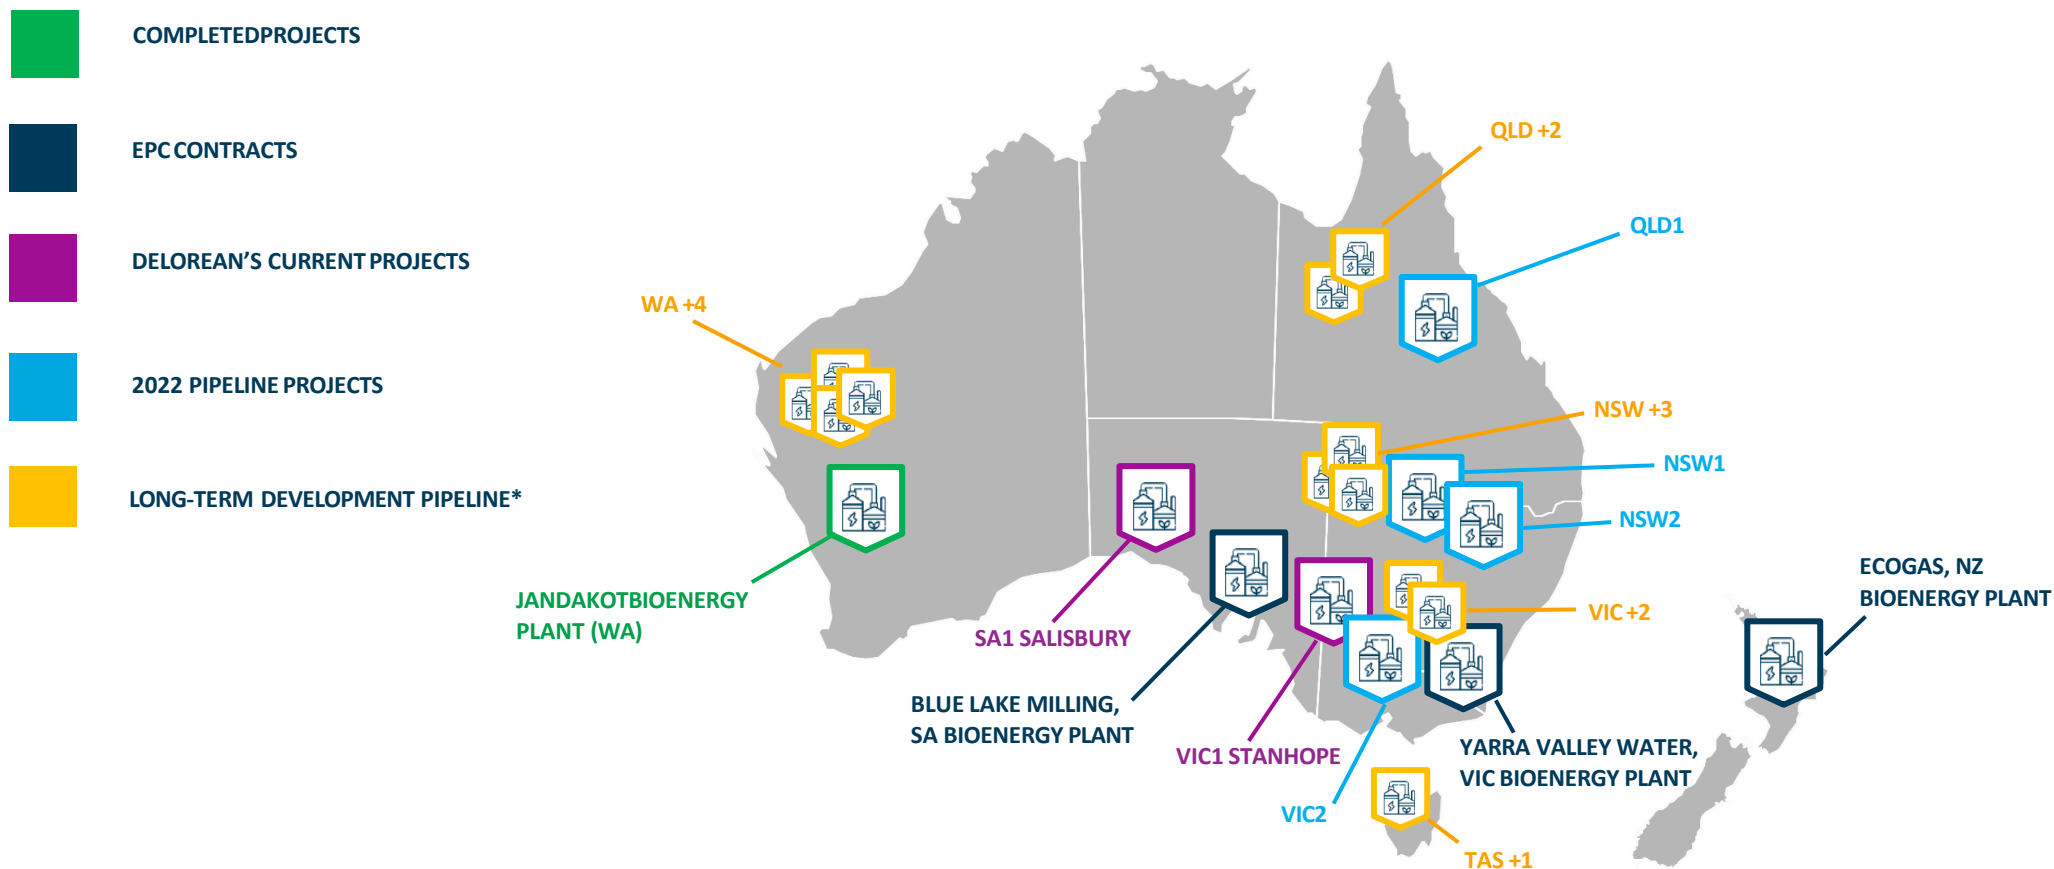 COMPLETEDPROJECTS
EPC CONTRACTS
DELOREAN'S CURRENT PROJECTS
2022 PIPELINE PROJECTS
LONG-TERM DEVELOPMENT PIPELINE*
QLD +2
QLD1
WA +4
NSW +3
NSW1
NSW2
ECOGAS, NZ
BIOENERGY PLANT
JANDAKOTBIOENERGY
PLANT (WA)
SA1 SALISBURY
VIC +2
BLUE LAKE MILLING,
SA BIOENERGY PLANT
VIC1 STANHOPE
YARRA VALLEY WATER,
VIC BIOENERGY PLANT
VIC2
TAS +1